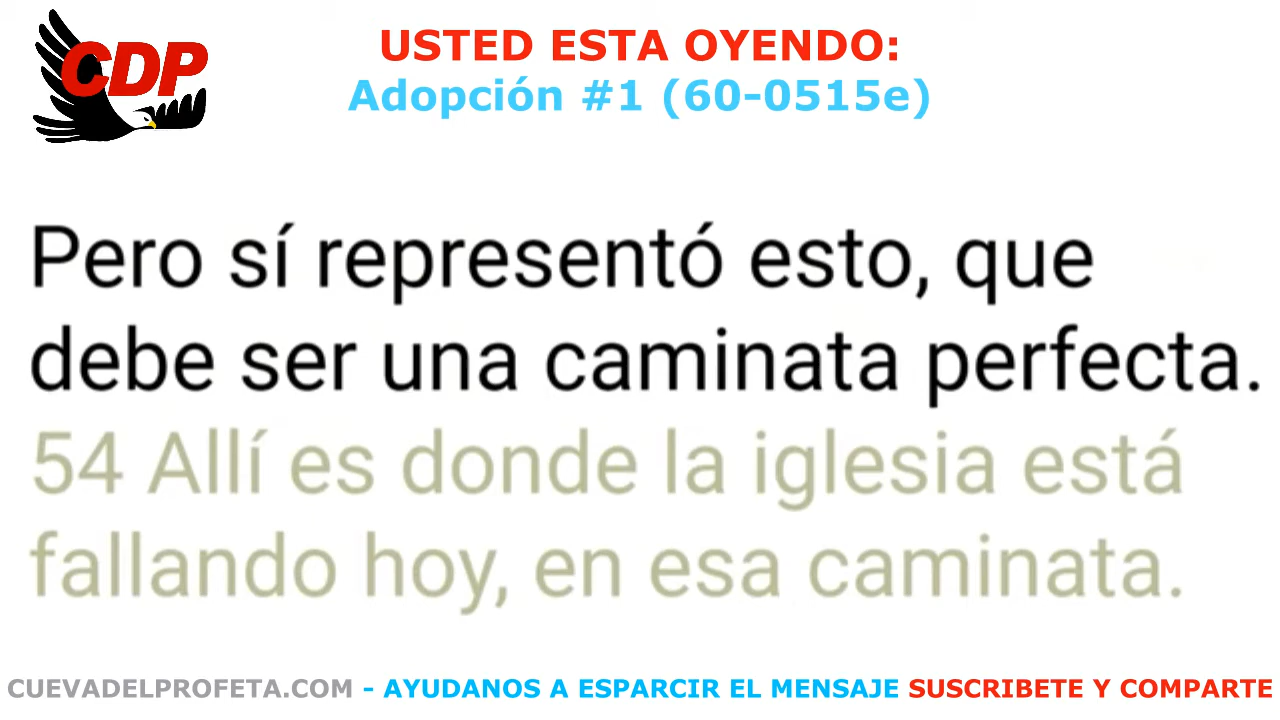 CDP
USTED ESTA OYENDO:
Adopción #1 (60-0515e)
Pero sí representó esto, que
debe ser una caminata perfecta.
54 Allí es donde la iglesia está
fallando hoy, en esa caminata.
CUEVADELPROFETA.COM - AYUDANOS A ESPARCIR EL MENSAJE SUSCRIBETE Y COMPARTE